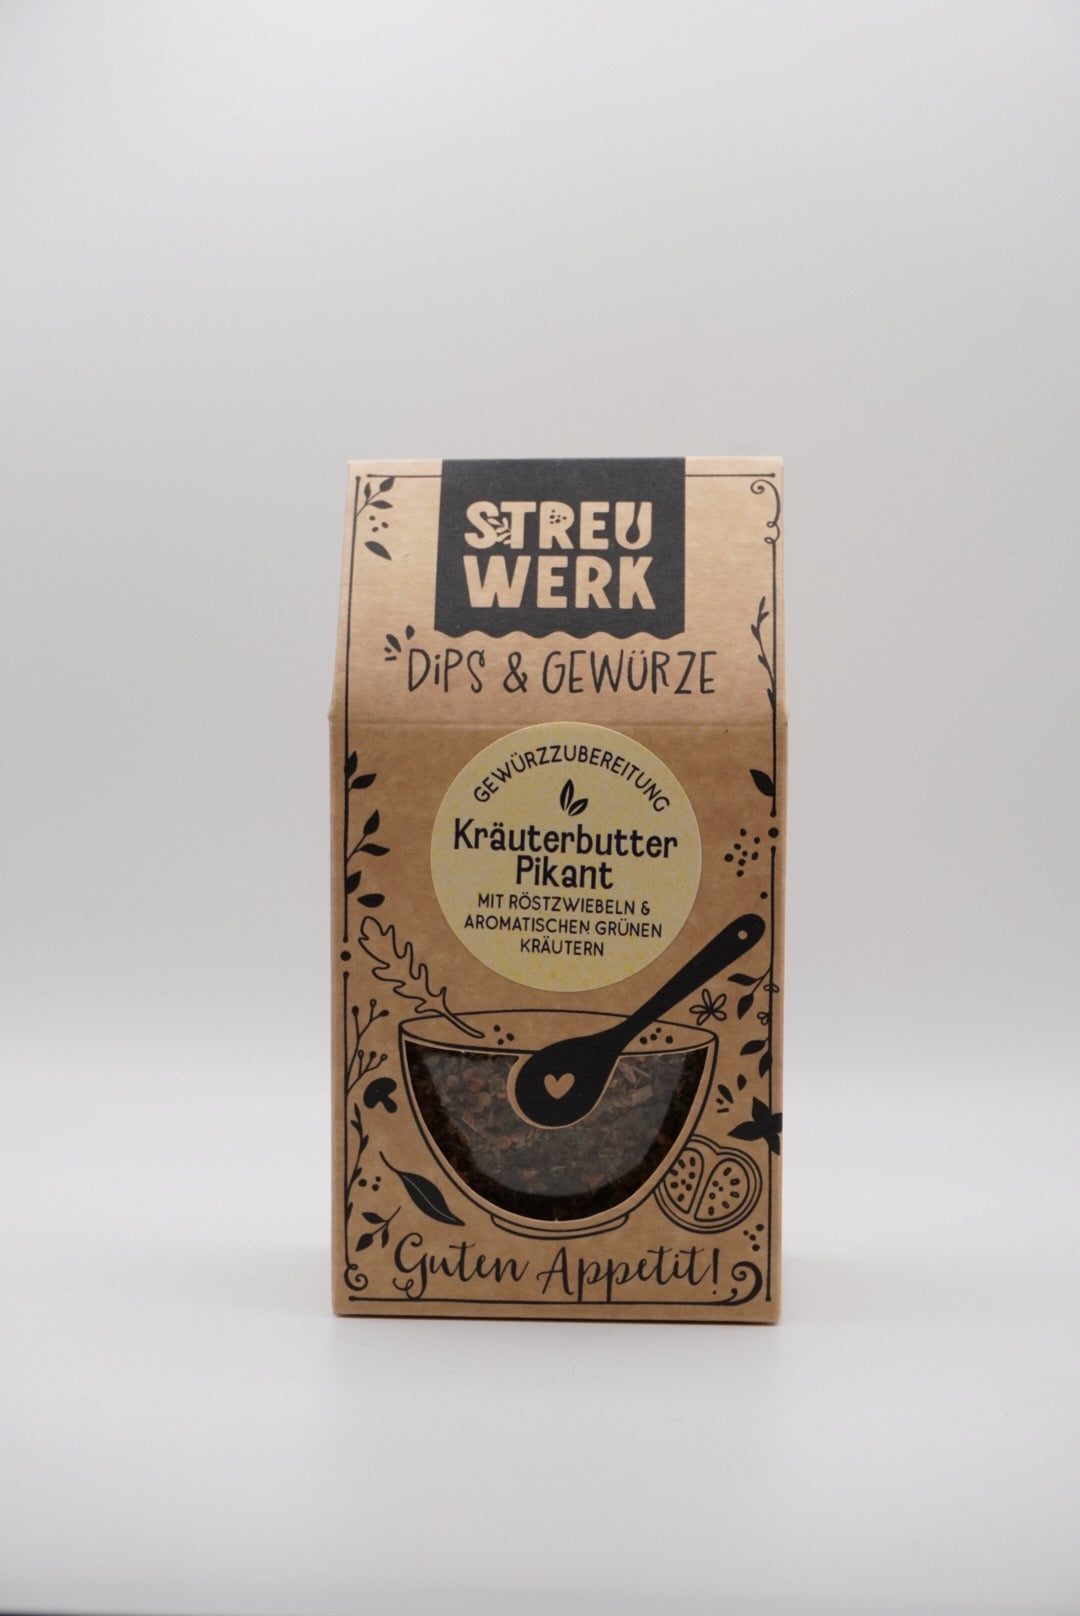 STREU
WERK
DiPS & GEWÜRZE
GEWÜRZZUBEREITUNG
Kräuterbutter
Pikant
MIT RÖSTZWIEBELN &
AROMATISCHEN GRÜNEN
KRÄUTERN
Guten Appetit!